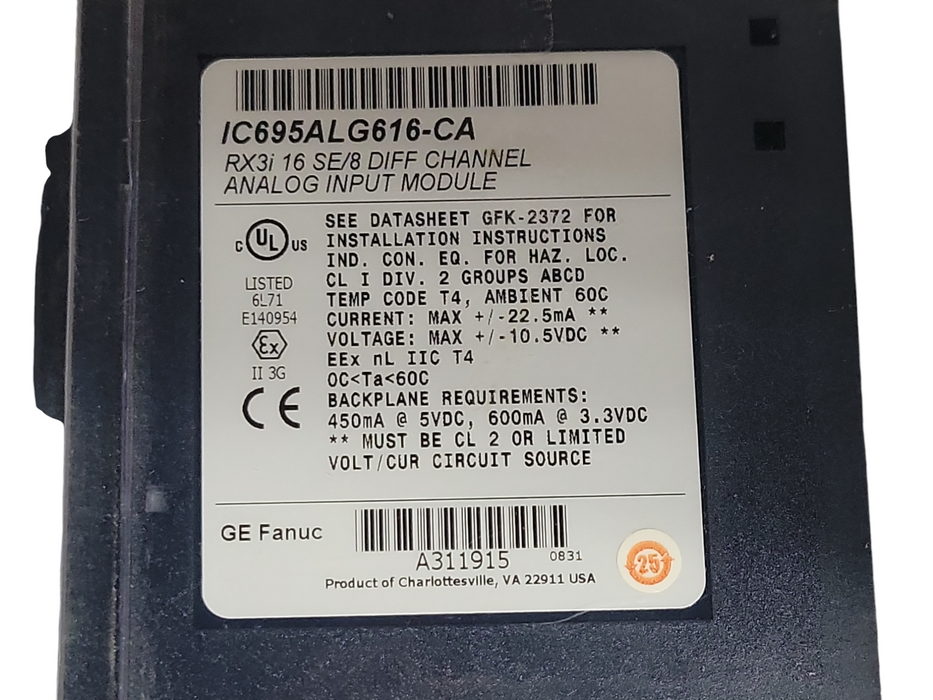 IC695ALG616-CA
RX3i 16 SE/8 DIFF CHANNEL
ANALOG INPUT MODULE
C UL US
LISTED
6L71
E140954
Ex
II 3G
CE
SEE DATASHEET GFK-2372 FOR
INSTALLATION INSTRUCTIONS
IND. CON. EQ. FOR HAZ. LOC.
CL I DIV. 2 GROUPS ABCD
TEMP CODE T4, AMBIENT 60C
CURRENT: MAX +/-22.5mA **
VOLTAGE: MAX +/-10.5VDC **
EEx nL IIC T4
0C<Ta<60C
BACKPLANE REQUIREMENTS:
450mA @ 5VDC, 600mA @ 3.3VDC
** MUST BE CL 2 OR LIMITED
VOLT/CUR CIRCUIT SOURCE
GE Fanuc
A311915 0831
Product of Charlottesville, VA 22911 USA
25